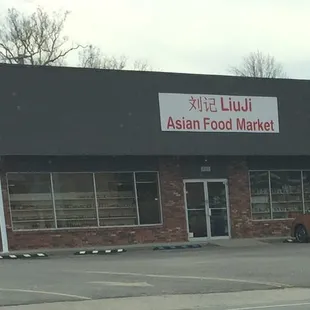 刘记 LiuJi
Asian Food Market